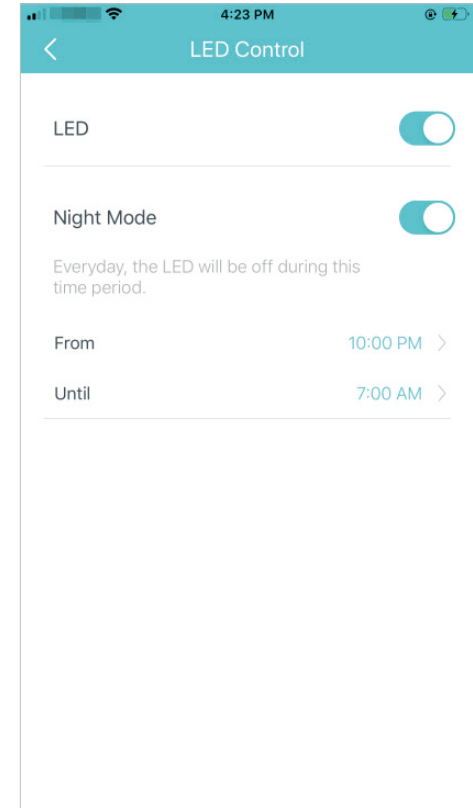 4:23 PM
LED Control
LED
Night Mode
Everyday, the LED will be off during this
time period.
From 10:00 PM
Until 7:00 AM